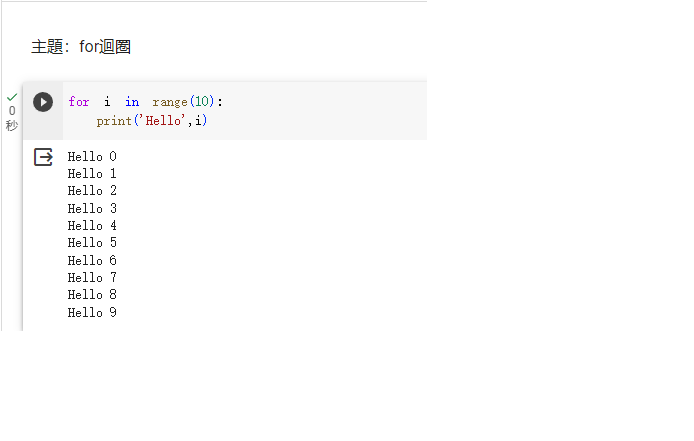 主題：for迴圈
0
秒
for i in range(10):
    print('Hello',i)
Hello 0
Hello 1
Hello 2
Hello 3
Hello 4
Hello 5
Hello 6
Hello 7
Hello 8
Hello 9